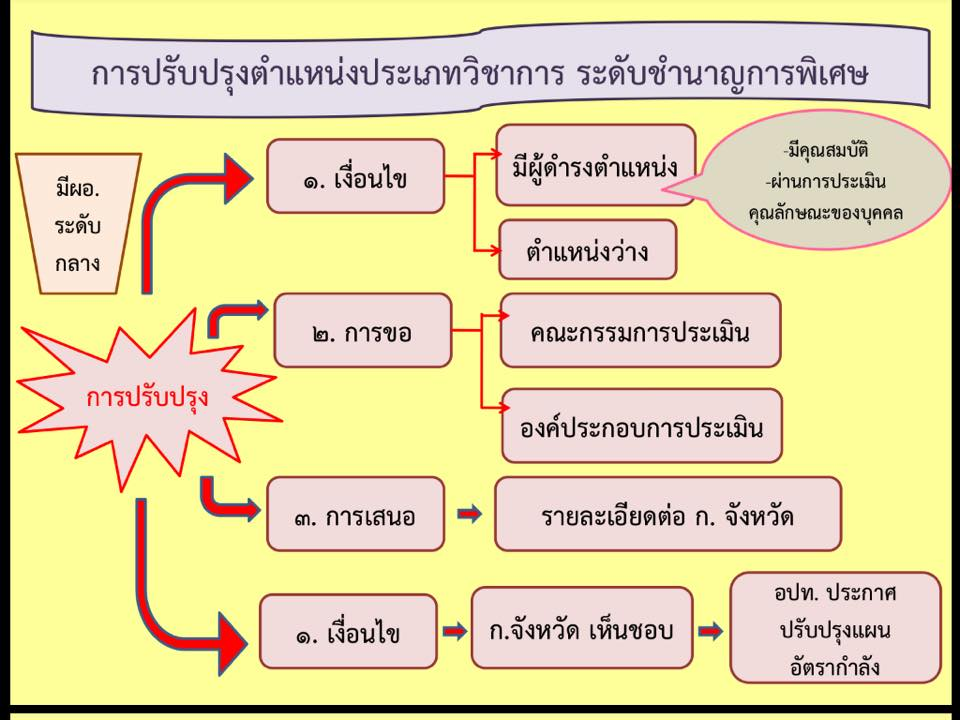 การปรับปรุงตำแหน่งประเภทวิชาการ ระดับชำนาญการพิเศษ
มีผอ.
ระดับ
กลาง
๑. เงื่อนไข
มีผู้ดำรงตำแหน่ง
-มีคุณสมบัติ
-ผ่านการประเมิน
คุณลักษณะของบุคคล
ตำแหน่งว่าง
การปรับปรุง
๒. การขอ
คณะกรรมการประเมิน
องค์ประกอบการประเมิน
๓. การเสนอ
รายละเอียดต่อ ก. จังหวัด
๑. เงื่อนไข
ก.จังหวัด เห็นชอบ
อปท. ประกาศ
ปรับปรุงแผน
อัตรากำลัง